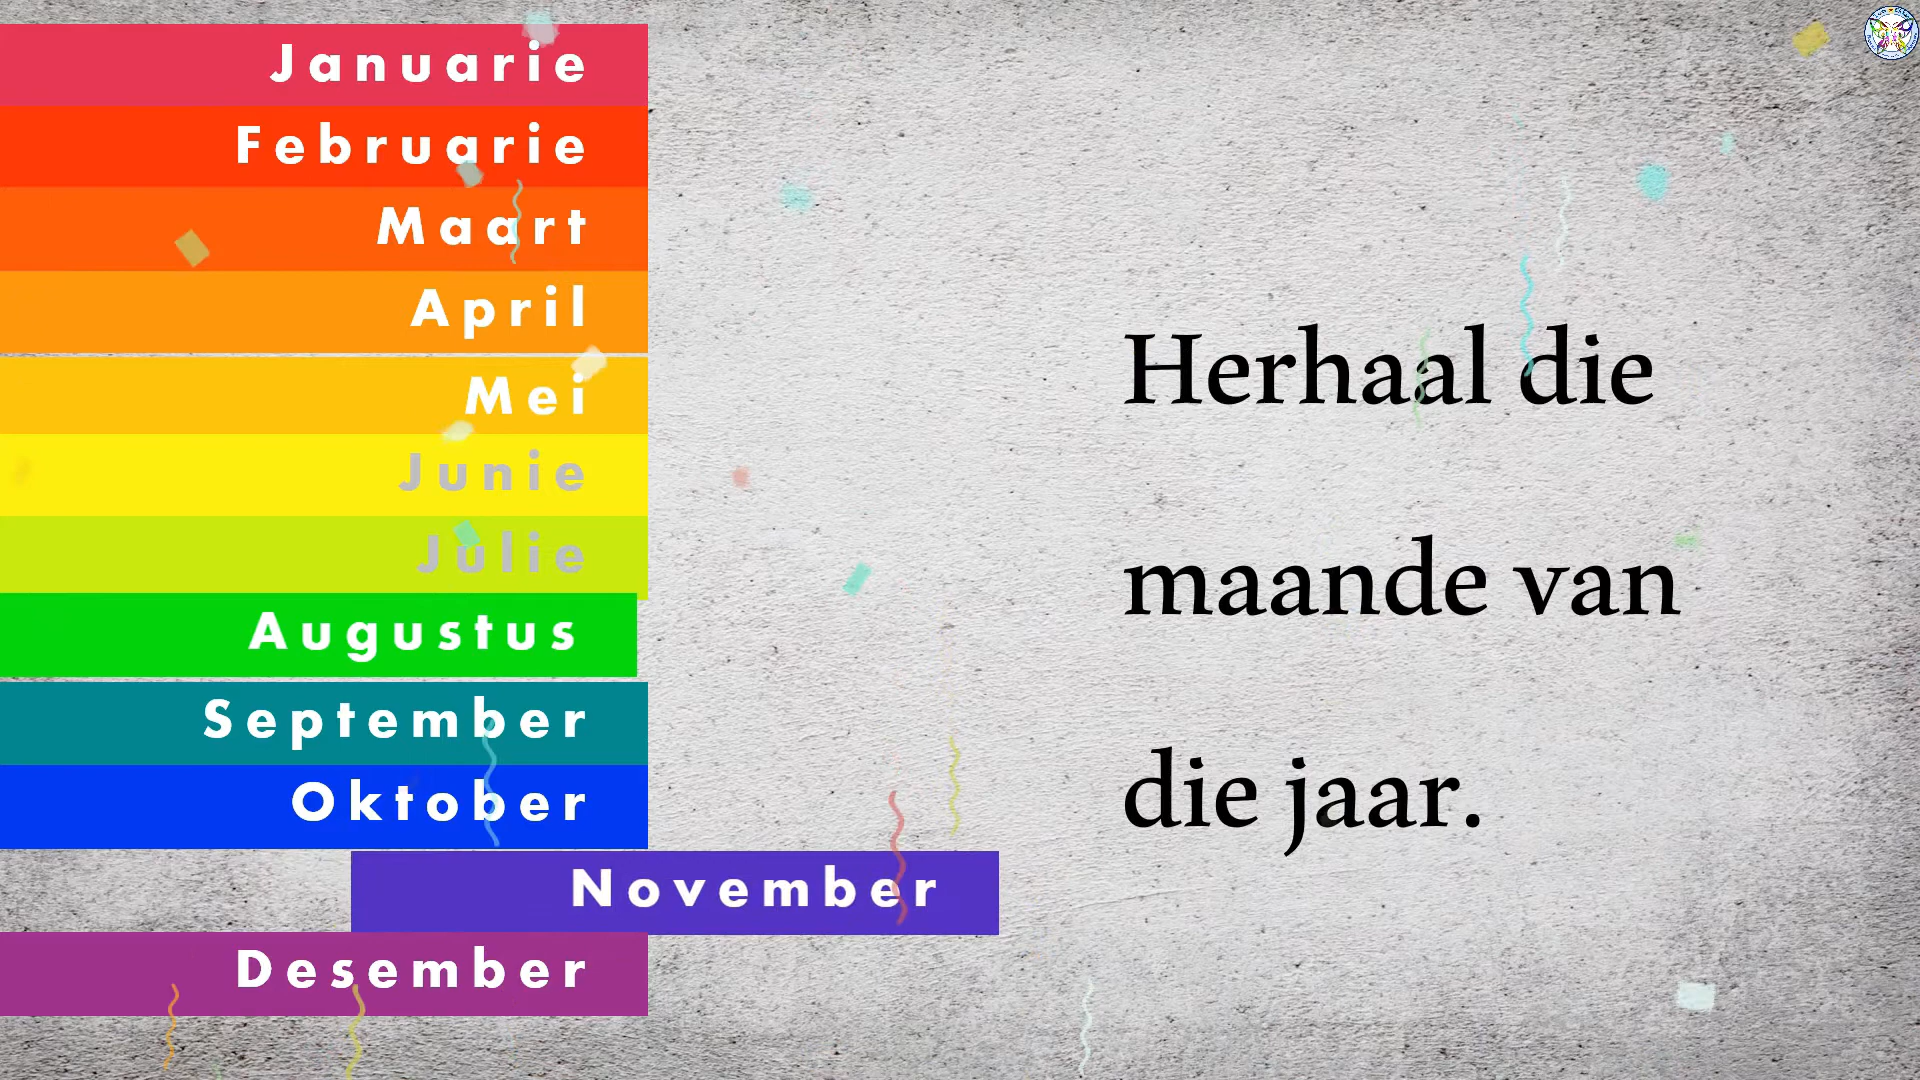 Januarie
Februarie
Maart
April
Mei
Junie
Julie
Augustus
September
Oktober
November
Desember
Herhaal die
maande van
die jaar.